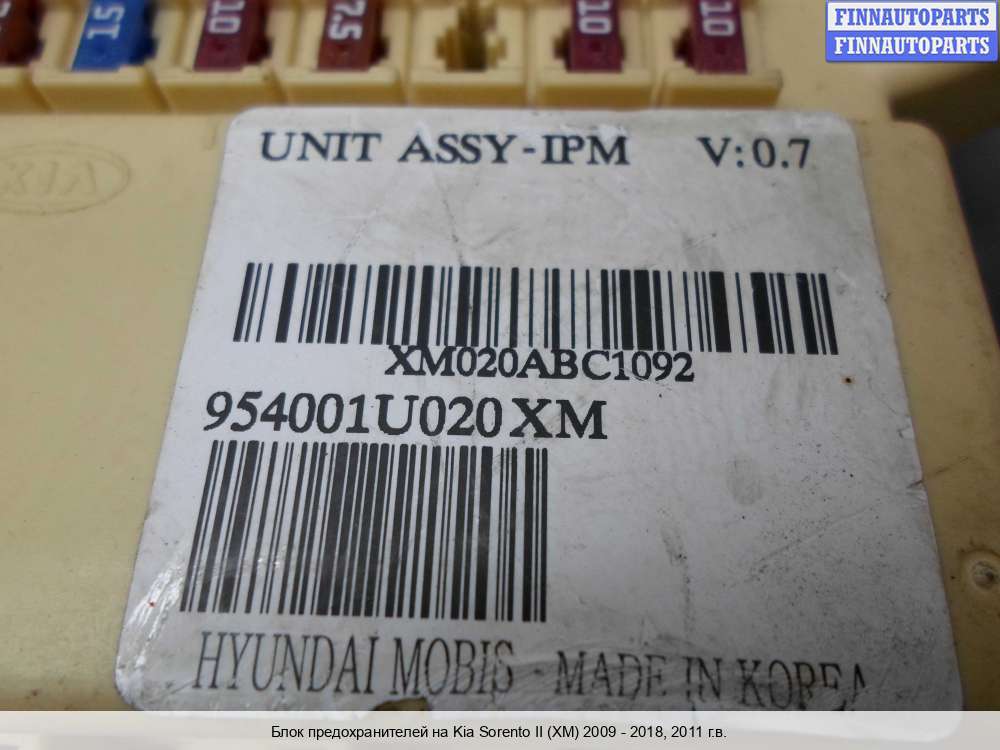 15
10
7.5
10
10
FINNAUTOPARTS
FINNAUTOPARTS
KIA
UNIT ASSY-IPM V:0.7
XM020ABC1092
954001U020XM
HYUNDAI MOBIS - MADE IN KOREA
Блок предохранителей на Kia Sorento II (XM) 2009 - 2018, 2011 г.в.